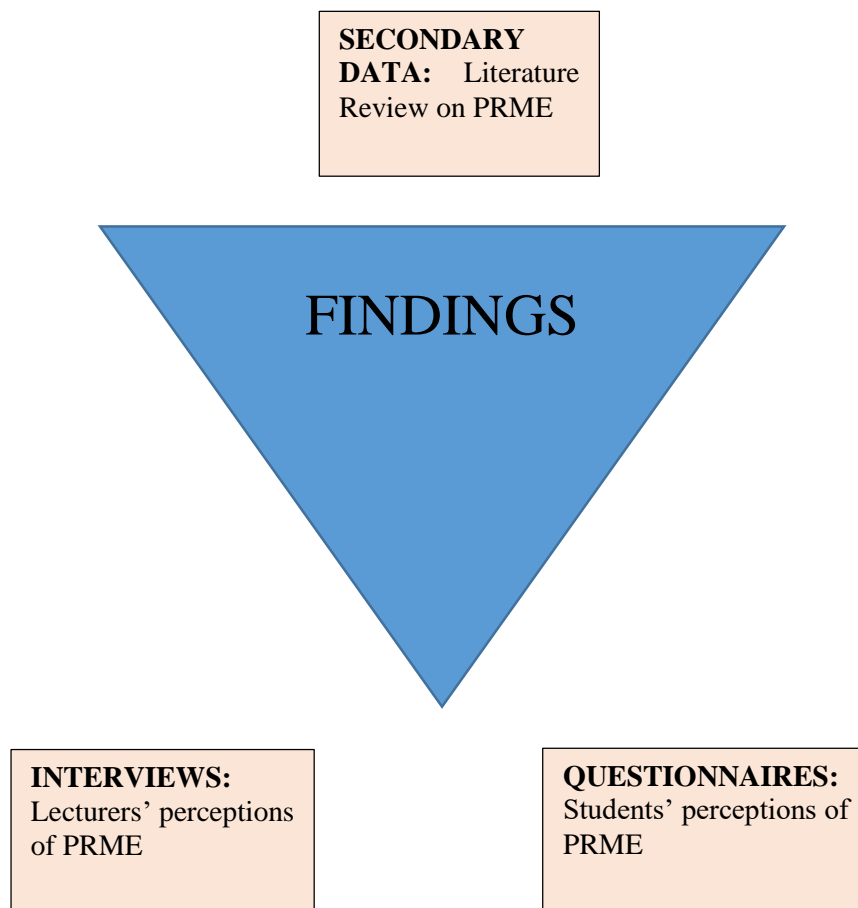 SECONDARY
DATA: Literature
Review on PRME
FINDINGS
INTERVIEWS:
Lecturers’ perceptions
of PRME
QUESTIONNAIRES:
Students’ perceptions of
PRME